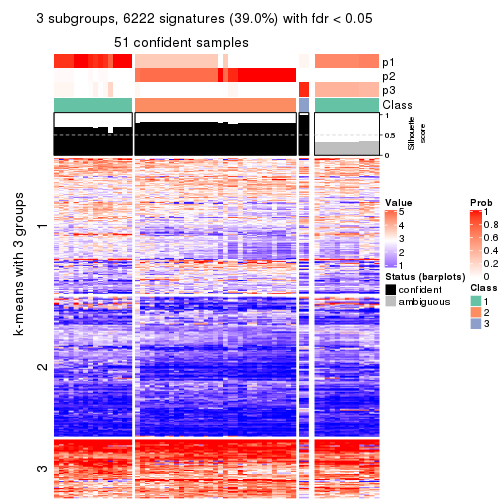 3 subgroups, 6222 signatures (39.0%) with fdr < 0.05
51 confident samples
p1
p2
p3
Class
1
0.5
0
Silhouette
score
k-means with 3 groups
1
2
3
Value
5
4
3
2
1
Status (barplots)
confident
ambiguous
Prob
1
0.8
0.6
0.4
0.2
0
Class
1
2
3